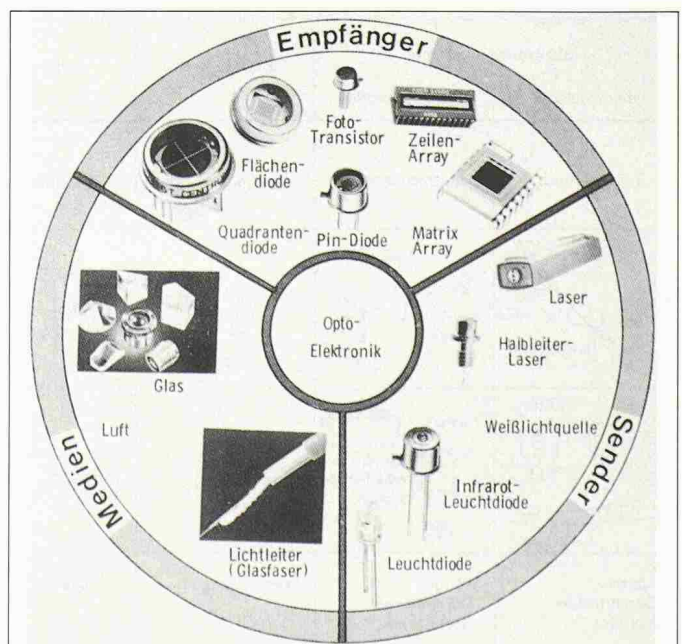 Empfänger
Foto-
Transistor
Zeilen-
Array
Flächen-
diode
Quadranten-
diode
Pin-Diode
Matrix
Array
Opto-
Elektronik
Laser
Halbleiter-
Laser
Weißlichtquelle
Infrarot-
Leuchtdiode
Leuchtdiode
Sender
Glas
Luft
Lichtleiter
(Glasfaser)
Medien